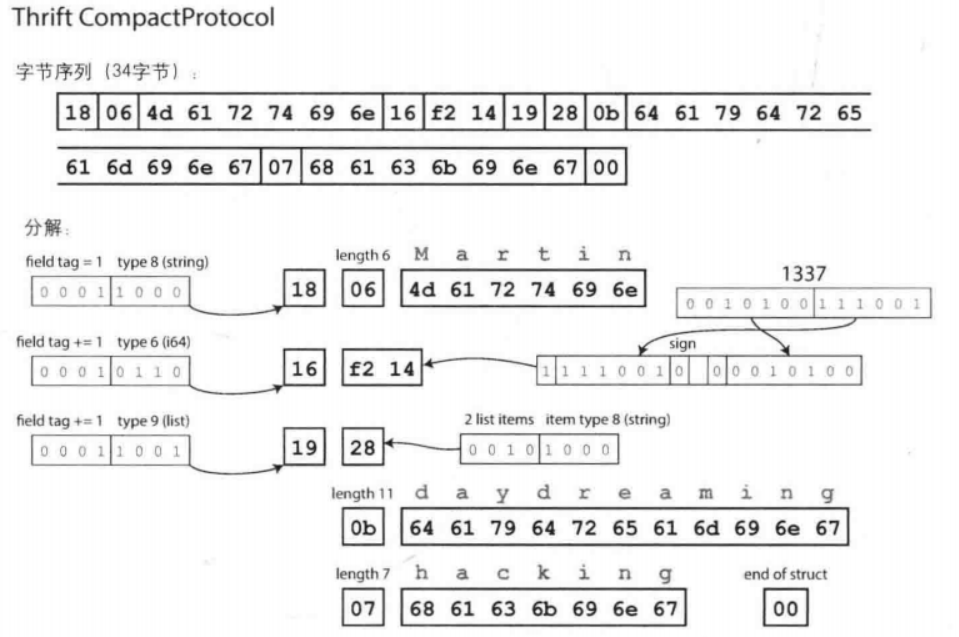 Thrift CompactProtocol
字节序列（34字节）：
18 06 4d 61 72 74 69 6e 16 f2 14 19 28 0b 64 61 79 64 72 65
61 6d 69 6e 67 07 68 61 63 6b 69 6e 67 00
分解：
field tag = 1 type 8 (string)
0 0 0 1 1 0 0 0
18
length 6 M a r t i n
06 4d 61 72 74 69 6e
1337
0 0 1 0 1 0 0 1 1 1 0 0 1
field tag += 1 type 6 (i64)
0 0 0 1 0 1 1 0
16 f2 14
sign
1 1 1 1 0 0 1 0 0 0 0 1 0 1 0 0
field tag += 1 type 9 (list)
0 0 0 1 1 0 0 1
19 28
2 list items item type 8 (string)
0 0 1 0 1 0 0 0
length 11 d a y d r e a m i n g
0b 64 61 79 64 72 65 61 6d 69 6e 67
length 7 h a c k i n g
07 68 61 63 6b 69 6e 67
end of struct
00